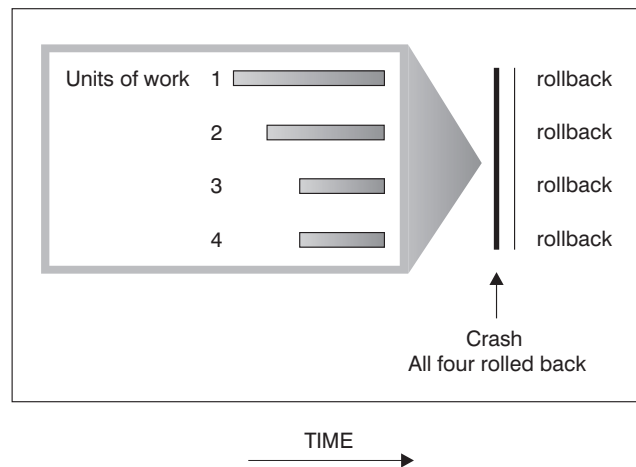 Units of work 1 rollback
2 rollback
3 rollback
4 rollback
Crash
All four rolled back
TIME